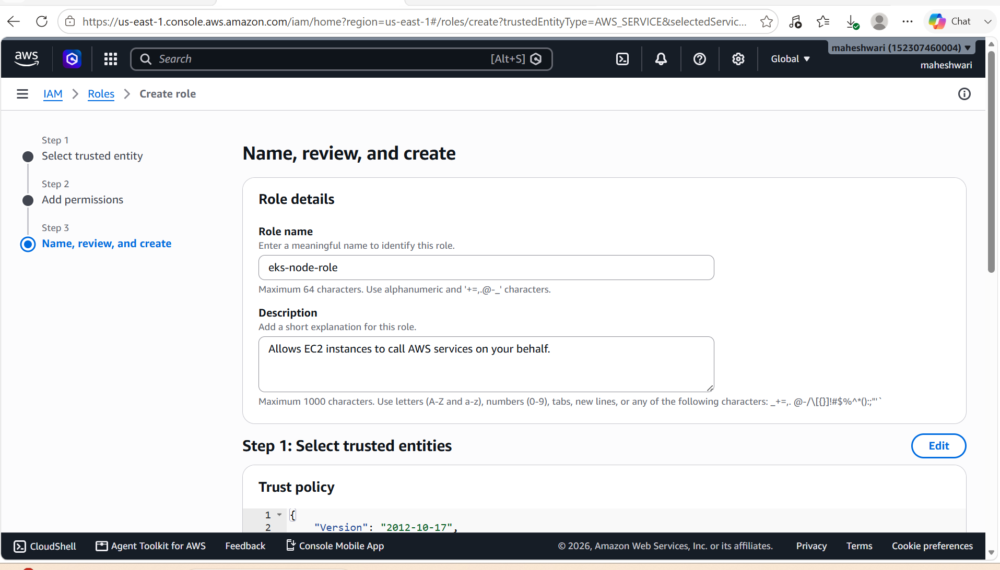 https://us-east-1.console.aws.amazon.com/iam/home?region=us-east-1#/roles/create?trustedEntityType=AWS_SERVICE&selectedServic...
Chat
aws
Search
[Alt+S]
Global
maheshwari (152307460004)
maheshwari
IAM
Roles
Create role
Step 1
Select trusted entity
Step 2
Add permissions
Step 3
Name, review, and create
Name, review, and create
Role details
Role name
Enter a meaningful name to identify this role.
eks-node-role
Maximum 64 characters. Use alphanumeric and '+=,.@-_' characters.
Description
Add a short explanation for this role.
Allows EC2 instances to call AWS services on your behalf.
Maximum 1000 characters. Use letters (A-Z and a-z), numbers (0-9), tabs, new lines, or any of the following characters: _+=,. @-/\[{}]!#$%^*();:"'`
Step 1: Select trusted entities
Edit
Trust policy
1 {
2 "Version": "2012-10-17",
CloudShell
Agent Toolkit for AWS
Feedback
Console Mobile App
© 2026, Amazon Web Services, Inc. or its affiliates.
Privacy
Terms
Cookie preferences